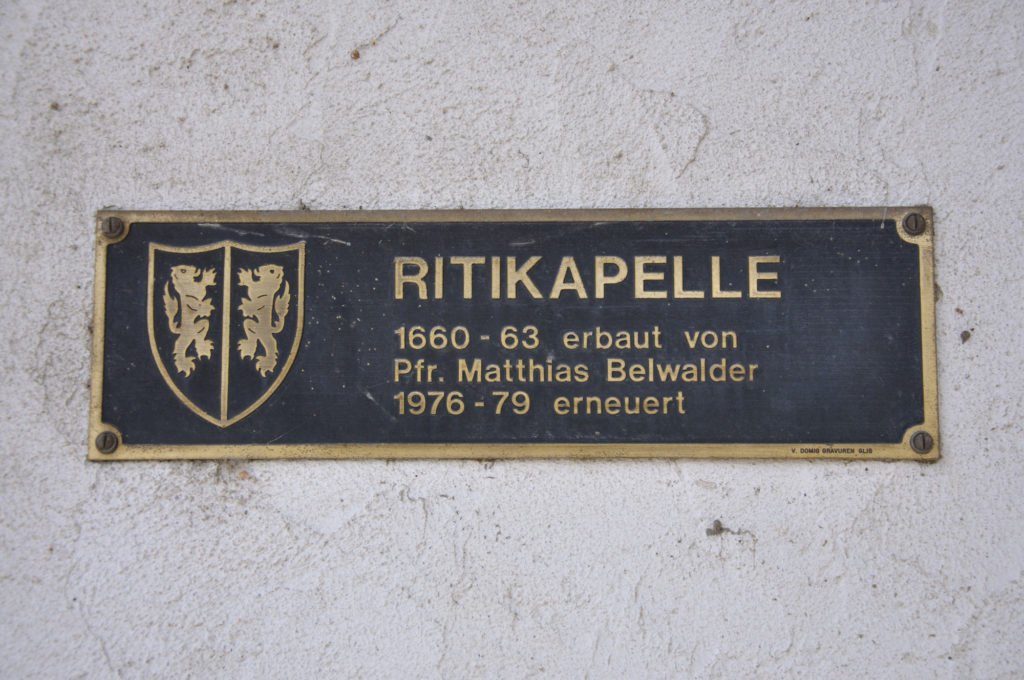 RITIKAPELLE
1660 - 63 erbaut von
Pfr. Matthias Belwalder
1976 - 79 erneuert
V. DOMIG GRAVUREN GLIS